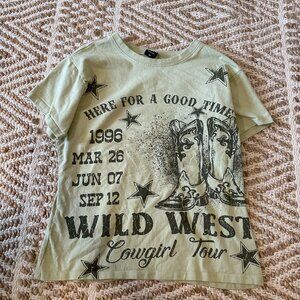 HERE FOR A GOOD TIME
1996
MAR 26
JUN 07
SEP 12
WILD WEST
Cowgirl Tour